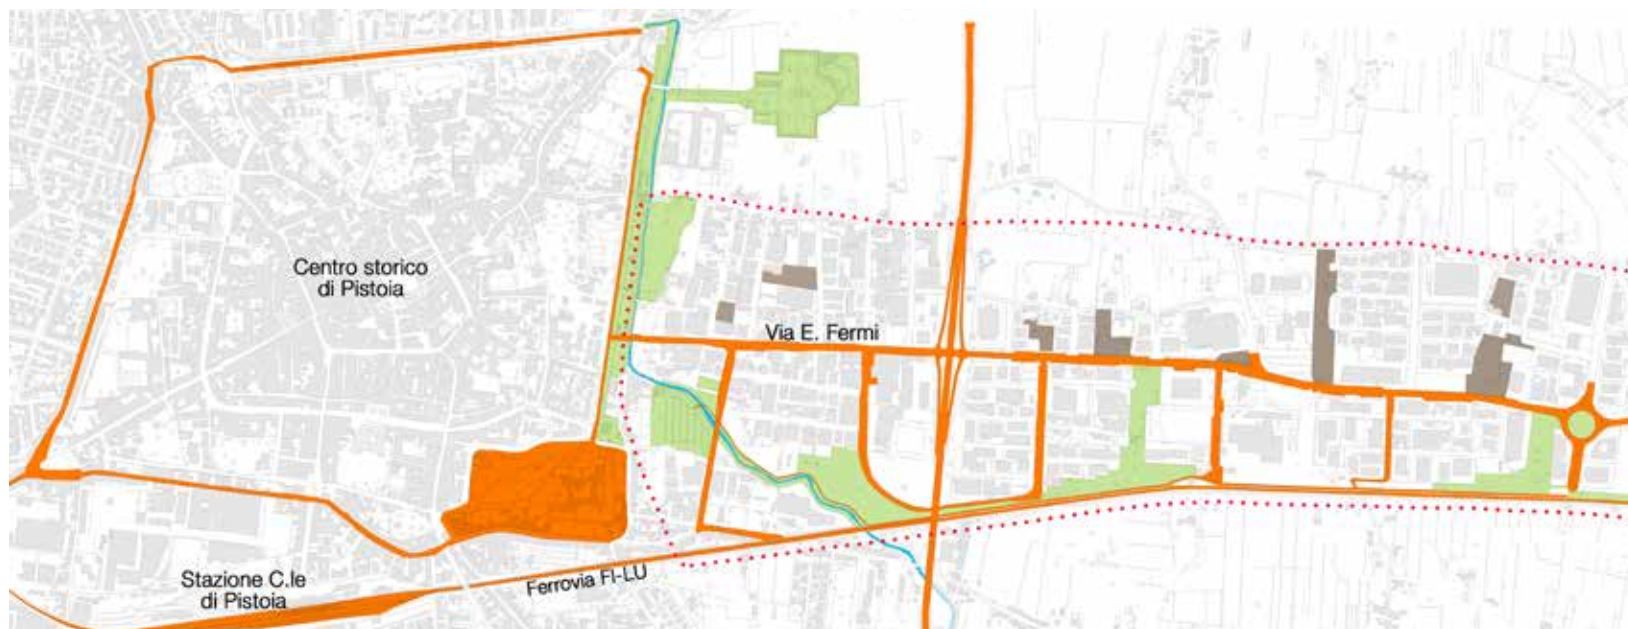 Centro storico
di Pistoia
Via E. Fermi
Stazione C.le
di Pistoia
Ferrovia FI-LU